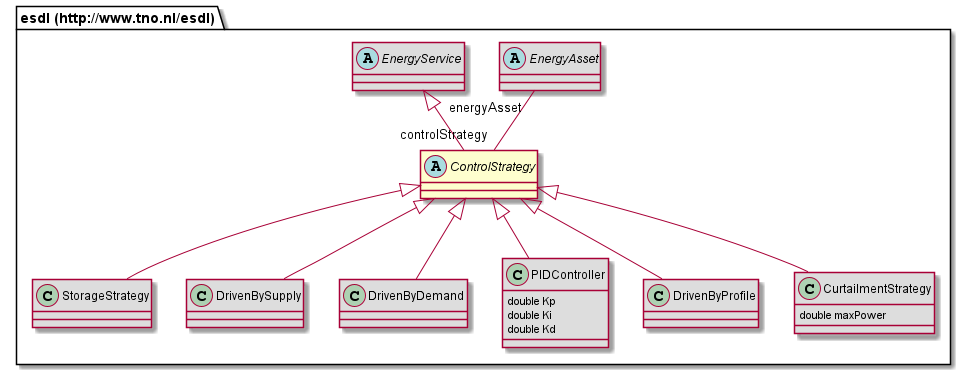 esdl (http://www.tno.nl/esdl)
A EnergyService
A EnergyAsset
energyAsset
controlStrategy
A ControlStrategy
C StorageStrategy
C DrivenBySupply
C DrivenByDemand
C PIDController
double Kp
double Ki
double Kd
C DrivenByProfile
C CurtailmentStrategy
double maxPower